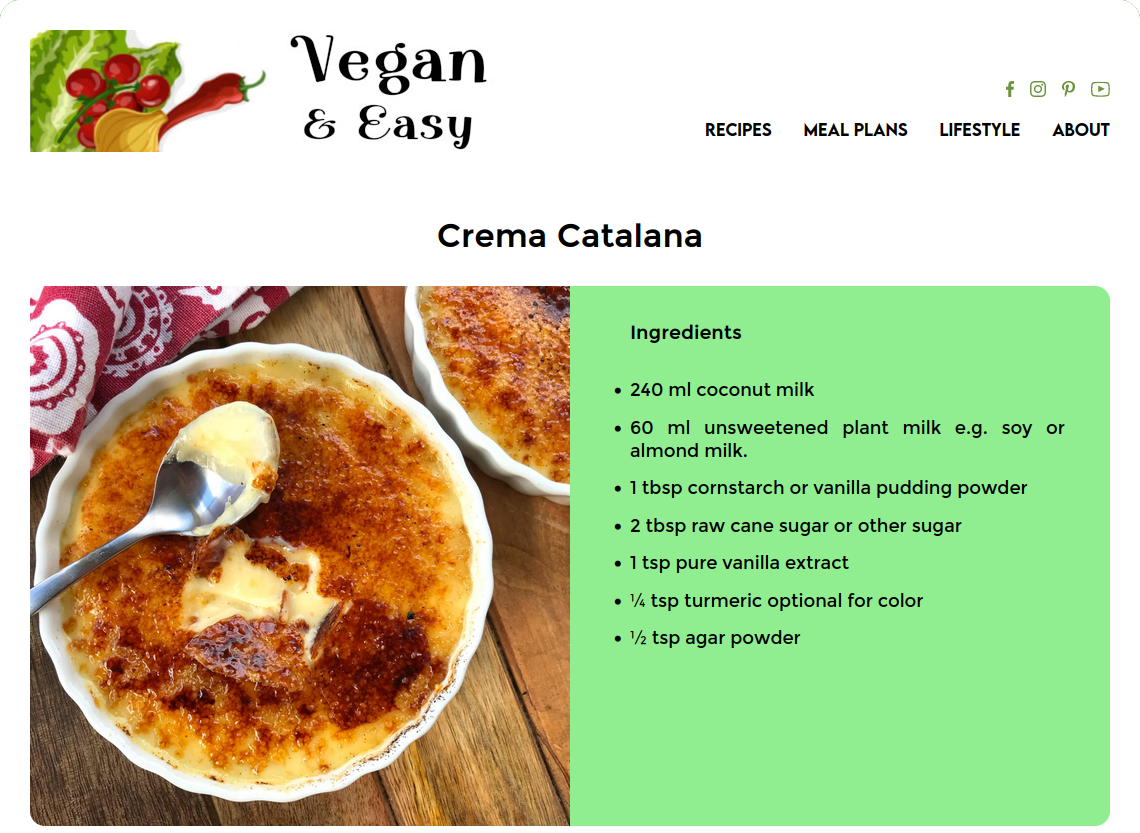 Vegan
& Easy
RECIPES MEAL PLANS LIFESTYLE ABOUT
Crema Catalana
Ingredients
• 240 ml coconut milk
• 60 ml unsweetened plant milk e.g. soy or
almond milk.
• 1 tbsp cornstarch or vanilla pudding powder
• 2 tbsp raw cane sugar or other sugar
• 1 tsp pure vanilla extract
• ¼ tsp turmeric optional for color
• ½ tsp agar powder